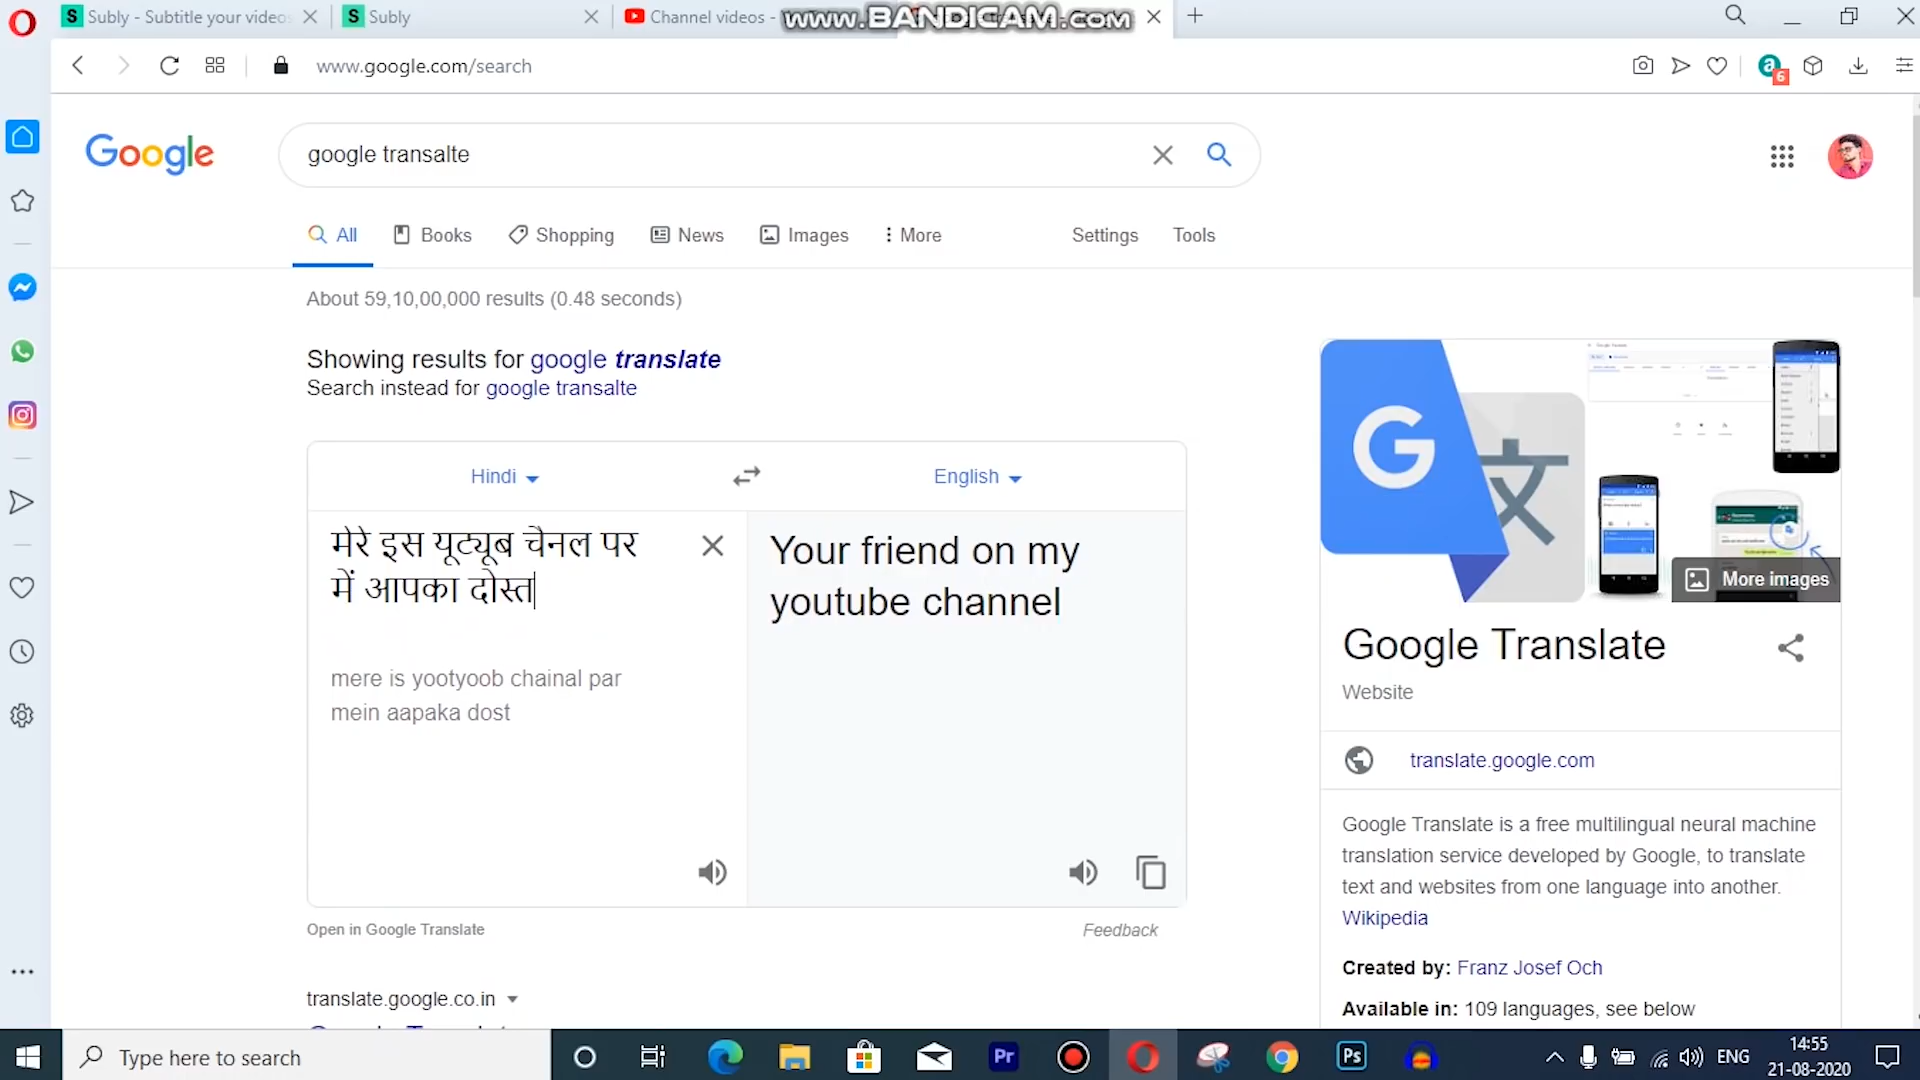 Subly - Subtitle your videos
Subly
Channel videos -
www.BANDICAM.com
www.google.com/search
6
Google
google transalte
All
Books
Shopping
News
Images
More
Settings
Tools
About 59,10,00,000 results (0.48 seconds)
Showing results for google translate
Search instead for google transalte
Hindi
English
मेरे इस यूट्यूब चैनल पर
में आपका दोस्त
mere is yootyoob chainal par
mein aapaka dost
Your friend on my
youtube channel
Open in Google Translate
Feedback
translate.google.co.in
G
文
More images
Google Translate
Website
translate.google.com
Google Translate is a free multilingual neural machine
translation service developed by Google, to translate
text and websites from one language into another.
Wikipedia
Created by: Franz Josef Och
Available in: 109 languages, see below
Type here to search
Pr
Ps
ENG
14:55
21-08-2020